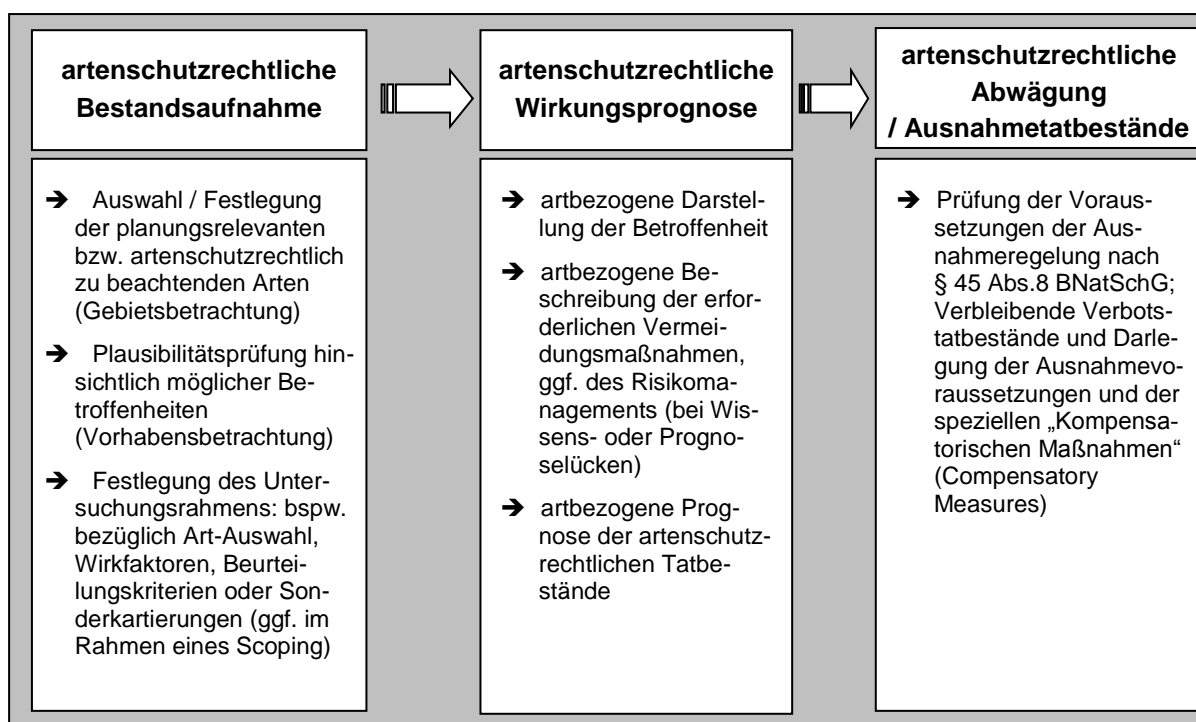 artenschutzrechtliche
Bestandsaufnahme
➔ Auswahl / Festlegung
der planungsrelevanten
bzw. artenschutzrechtlich
zu beachtenden Arten
(Gebietsbetrachtung)
➔ Plausibilitätsprüfung hin-
sichtlich möglicher Be-
troffenheiten
(Vorhabensbetrachtung)
➔ Festlegung des Unter-
suchungsrahmens: bspw.
bezüglich Art-Auswahl,
Wirkfaktoren, Beurtei-
lungskriterien oder Son-
derkartierungen (ggf. im
Rahmen eines Scoping)
artenschutzrechtliche
Wirkungsprognose
➔ artbezogene Darstel-
lung der Betroffenheit
➔ artbezogene Be-
schreibung der erfor-
derlichen Vermei-
dungsmaßnahmen,
ggf. des Risikoma-
nagements (bei Wis-
sens- oder Progno-
selücken)
➔ artbezogene Prog-
nose der artenschutz-
rechtlichen Tatbe-
stände
artenschutzrechtliche
Abwägung
/ Ausnahmetatbestände
➔ Prüfung der Voraus-
setzungen der Aus-
nahmeregelung nach
§ 45 Abs.8 BNatSchG;
Verbleibende Verbots-
tatbestände und Darle-
gung der Ausnahmevo-
raussetzungen und der
speziellen „Kompensa-
torischen Maßnahmen“
(Compensatory
Measures)